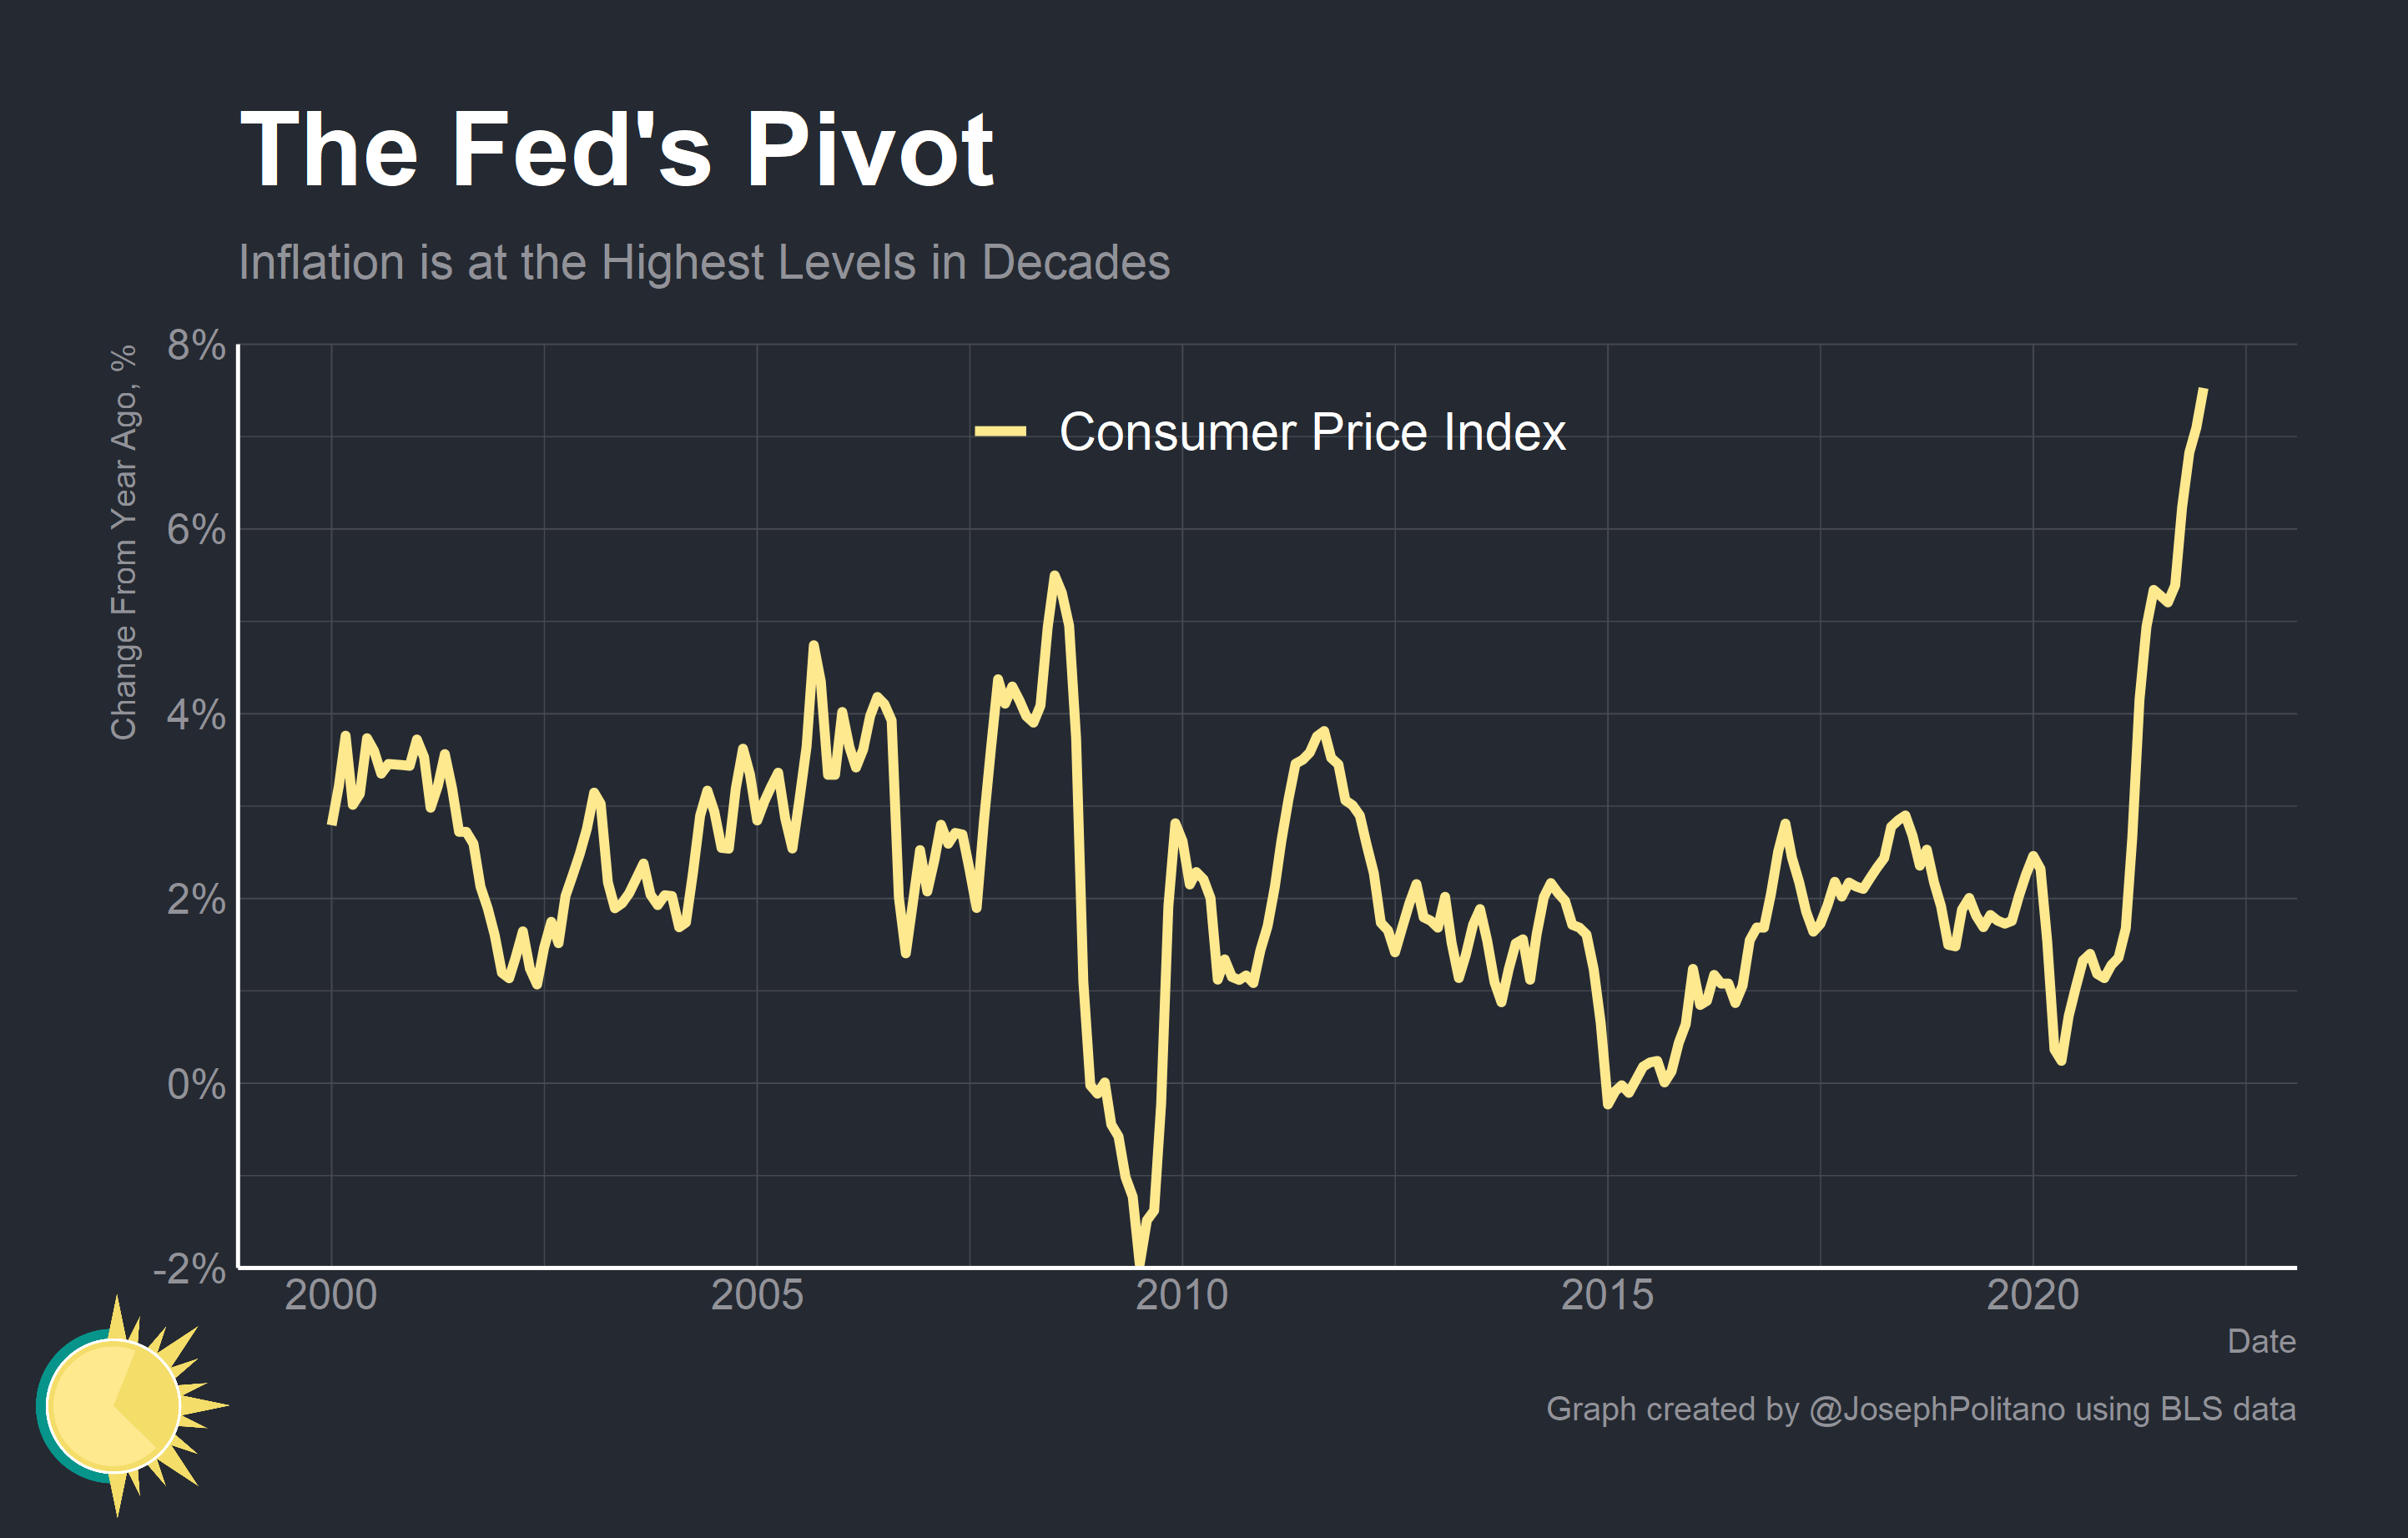 The Fed's Pivot
Inflation is at the Highest Levels in Decades
Change From Year Ago, %
8%
6%
4%
2%
0%
-2%
Consumer Price Index
2000 2005 2010 2015 2020
Date
Graph created by @JosephPolitano using BLS data